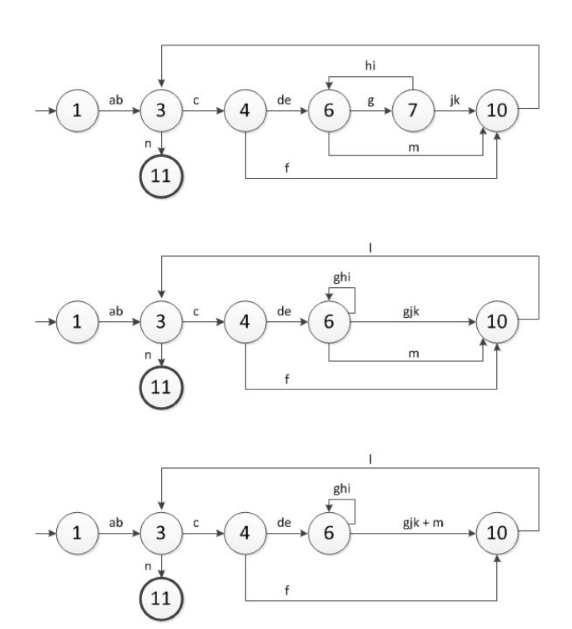 hi
1 ab 3 c 4 de 6 g 7 jk 10
n m
11 f
l
ghi
1 ab 3 c 4 de 6 gjk 10
n m
11 f
l
ghi
1 ab 3 c 4 de 6 gjk + m 10
n
11 f